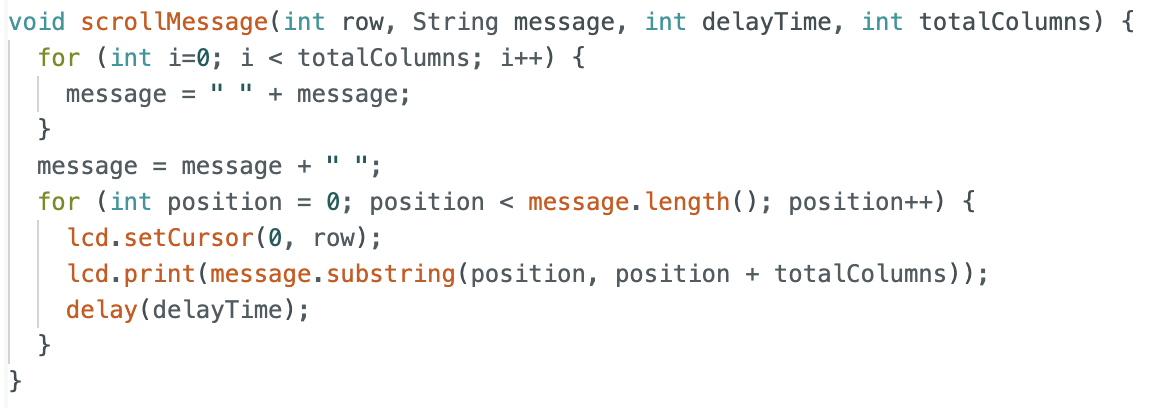 void scrollMessage(int row, String message, int delayTime, int totalColumns) {
  for (int i=0; i < totalColumns; i++) {
    message = " " + message;
  }
  message = message + " ";
  for (int position = 0; position < message.length(); position++) {
    lcd.setCursor(0, row);
    lcd.print(message.substring(position, position + totalColumns));
    delay(delayTime);
  }
}